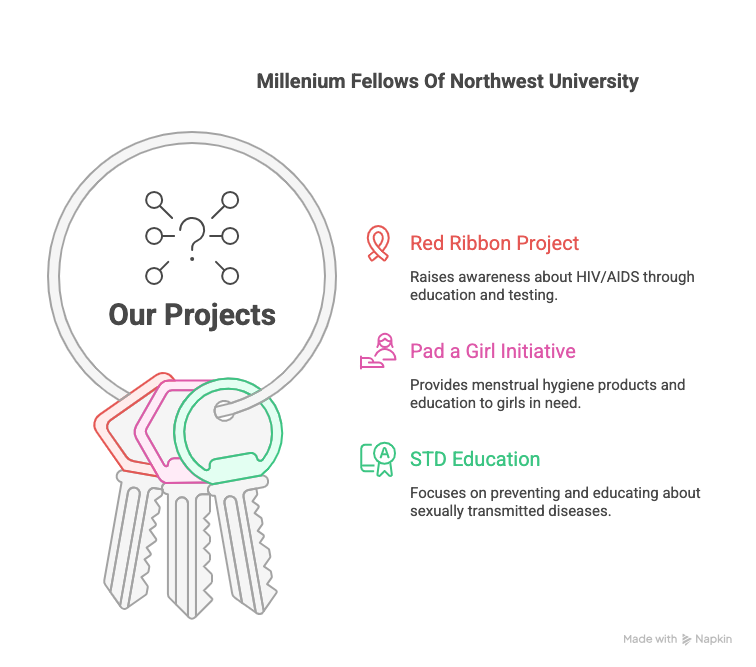 Millenium Fellows Of Northwest University
Our Projects
Red Ribbon Project
Raises awareness about HIV/AIDS through
education and testing.
Pad a Girl Initiative
Provides menstrual hygiene products and
education to girls in need.
A
STD Education
Focuses on preventing and educating about
sexually transmitted diseases.
Made with Napkin